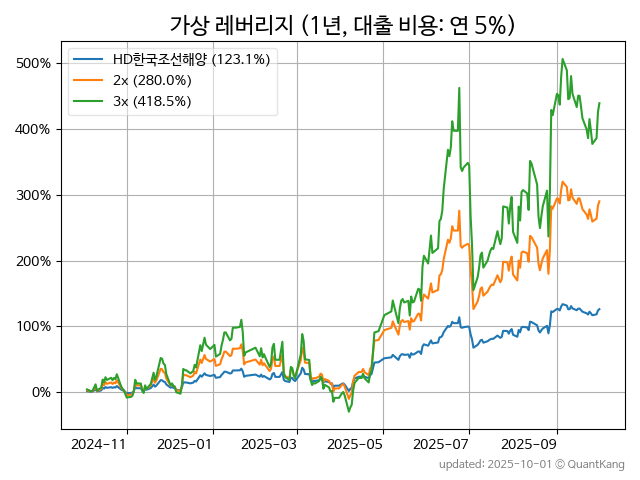 가상 레버리지 (1년, 대출 비용: 연 5%)
HD한국조선해양 (123.1%)
2x (280.0%)
3x (418.5%)
500%
400%
300%
200%
100%
0%
2024-11 2025-01 2025-03 2025-05 2025-07 2025-09
updated: 2025-10-01 © QuantKang